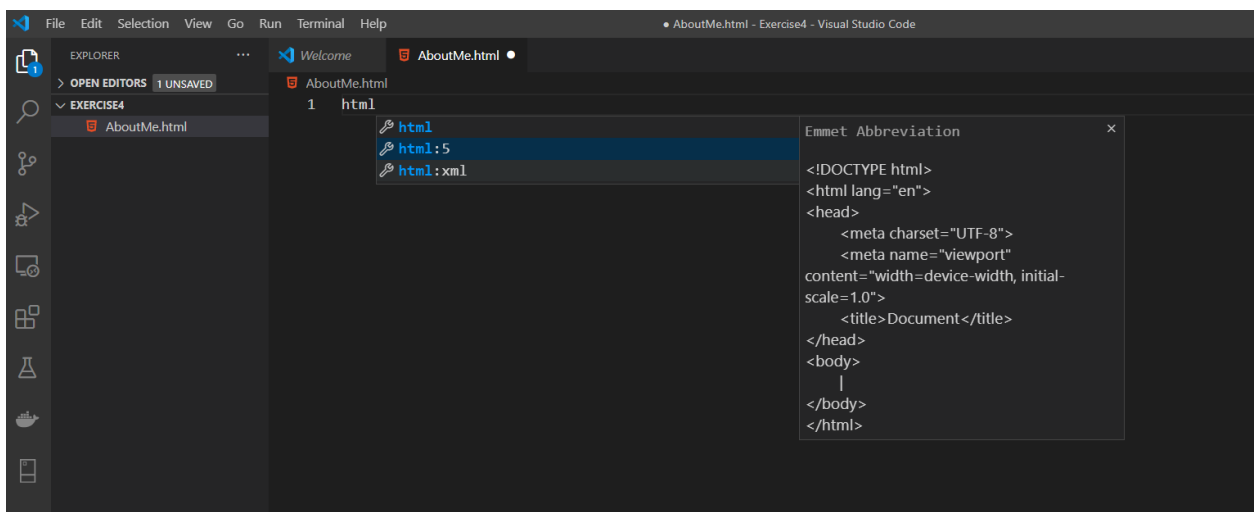 File Edit Selection View Go Run Terminal Help ● AboutMe.html - Exercise4 - Visual Studio Code
EXPLORER ···
1
> OPEN EDITORS 1 UNSAVED
EXERCISE4
AboutMe.html
Welcome AboutMe.html ●
AboutMe.html
1 html
html
html:5
html:xml
Emmet Abbreviation ×
<!DOCTYPE html>
<html lang="en">
<head>
<meta charset="UTF-8">
<meta name="viewport"
content="width=device-width, initial-
scale=1.0">
<title>Document</title>
</head>
<body>
|
</body>
</html>